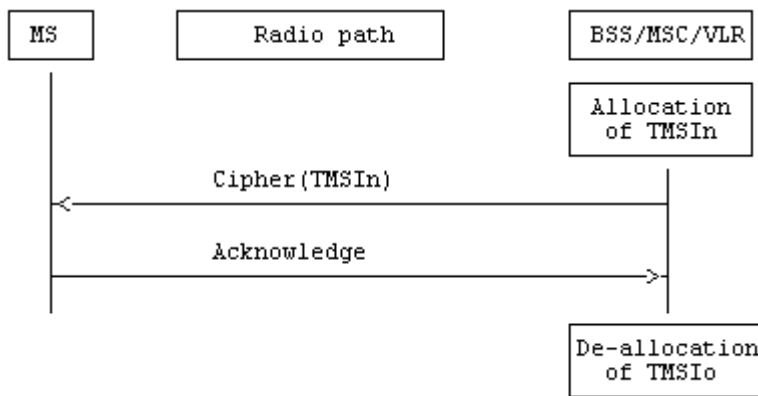 MS
Radio path
BSS/MSC/VLR
Allocation
of TMSIn
Cipher(TMSIn)
Acknowledge
De-allocation
of TMSIo